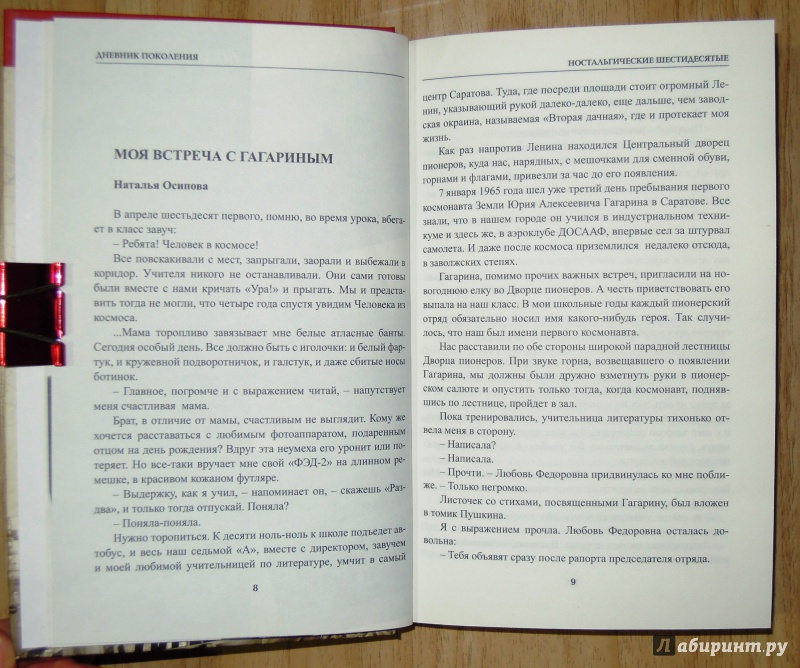 ДНЕВНИК ПОКОЛЕНИЯ
МОЯ ВСТРЕЧА С ГАГАРИНЫМ
Наталья Осипова
В апреле шестьдесят первого, помню, во время урока, вбега-
ет в класс завуч:
– Ребята! Человек в космосе!
Все повскакивали с мест, запрыгали, заорали и выбежали в
коридор. Учителя никого не останавливали. Они сами готовы
были вместе с нами кричать «Ура!» и прыгать. Мы и предста-
вить тогда не могли, что четыре года спустя увидим Человека из
космоса.
...Мама торопливо завязывает мне белые атласные банты.
Сегодня особый день. Все должно быть с иголочки: и белый фар-
тук, и кружевной подворотничок, и галстук, и даже сбитые носы
ботинок.
– Главное, погромче и с выражением читай, – напутствует
меня счастливая мама.
Брат, в отличие от мамы, счастливым не выглядит. Кому же
хочется расставаться с любимым фотоаппаратом, подаренным
отцом на день рождения? Вдруг эта неумеха его уронит или по-
теряет. Но все-таки вручает мне свой «ФЭД-2» на длинном ре-
мешке, в красивом кожаном футляре.
– Выдержку, как я учил, – напоминает он, – скажешь «Раз-
два», и только тогда отпускай. Поняла?
– Поняла-поняла.
Нужно торопиться. К десяти ноль-ноль к школе подъедет ав-
тобус, и весь наш седьмой «А», вместе с директором, завучем
и моей любимой учительницей по литературе, умчит в самый
8
НОСТАЛЬГИЧЕСКИЕ ШЕСТИДЕСЯТЫЕ
центр Саратова. Туда, где посреди площади стоит огромный Ле-
нин, указывающий рукой далеко-далеко, еще дальше, чем завод-
ская окраина, называемая «Вторая дачная», где и протекает моя
жизнь.
Как раз напротив Ленина находился Центральный дворец
пионеров, куда нас, нарядных, с мешочками для сменной обуви,
горнами и флагами, привезли за час до его появления.
7 января 1965 года шел уже третий день пребывания первого
космонавта Земли Юрия Алексеевича Гагарина в Саратове. Все
знали, что в нашем городе он учился в индустриальном техни-
куме и здесь же, в аэроклубе ДОСААФ, впервые сел за штурвал
самолета. И даже после космоса приземлился недалеко отсюда,
в заволжских степях.
Гагарина, помимо прочих важных встреч, пригласили на но-
вогоднюю елку во Дворце пионеров. А честь приветствовать его
выпала на наш класс. В мои школьные годы каждый пионерский
отряд обязательно носил имя какого-нибудь героя. Так случи-
лось, что наш был имени первого космонавта.
Нас расставили по обе стороны широкой парадной лестницы
Дворца пионеров. При звуке горна, возвещавшего о появлении
Гагарина, мы должны были дружно взметнуть руки в пионер-
ском салюте и опустить только тогда, когда космонавт, подняв-
шись по лестнице, пройдет в зал.
Пока тренировались, учительница литературы тихонько от-
вела меня в сторону.
– Написала?
– Написала.
– Прочти. – Любовь Федоровна придвинулась ко мне побли-
же. – Только негромко.
Листочек со стихами, посвященными Гагарину, был вложен
в томик Пушкина.
Я с выражением прочла. Любовь Федоровна осталась до-
вольна:
– Тебя объявят сразу после рапорта председателя отряда.
9
Лабиринт.ру